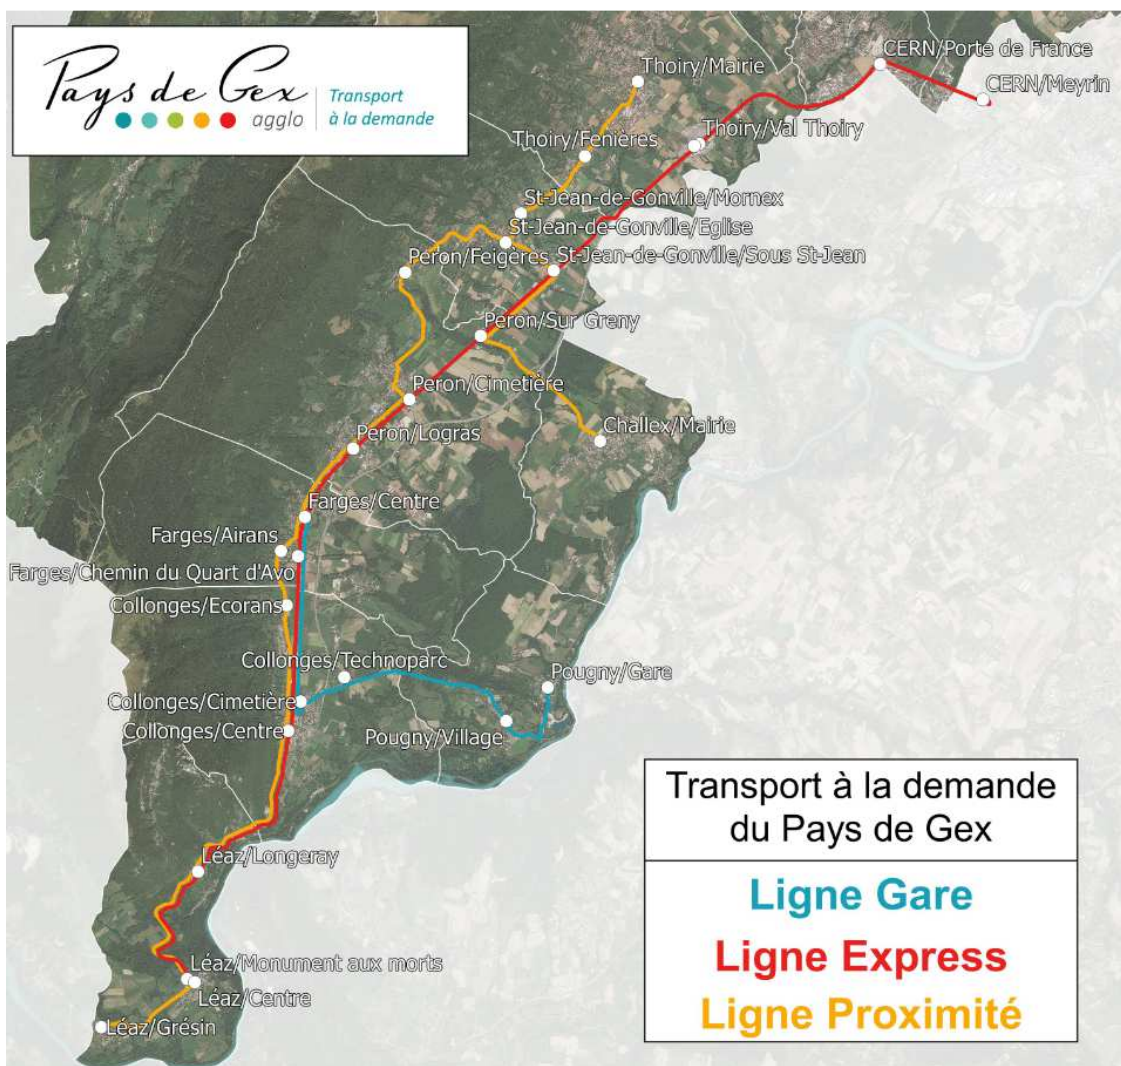 Pays de Gex
agglo
Transport
à la demande
CERN/Porte de France
Thoiry/Mairie
CERN/Meyrin
Thoiry/Val Thoiry
Thoiry/Fenières
St-Jean-de-Gonville/Mornex
St-Jean-de-Gonville/Eglise
Peron/Feigères
St-Jean-de-Gonville/Sous St-Jean
Peron/Sur Greny
Peron/Cimetière
Challex/Mairie
Peron/Logras
Farges/Centre
Farges/Airans
Farges/Chemin du Quart d'Avo
Collonges/Ecorans
Collonges/Technoparc
Pougny/Gare
Collonges/Cimetière
Collonges/Centre
Pougny/Village
Léaz/Longeray
Léaz/Monument aux morts
Léaz/Centre
Léaz/Grésin
Transport à la demande
du Pays de Gex
Ligne Gare
Ligne Express
Ligne Proximité